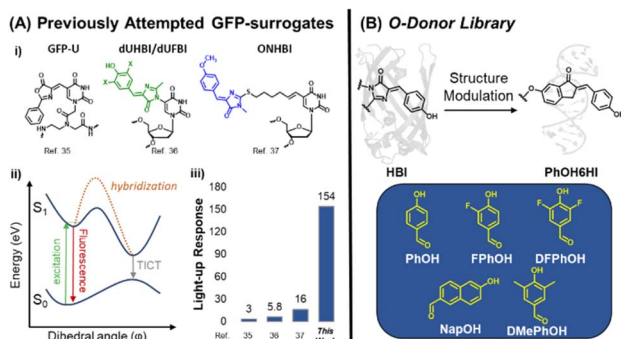 (A) Previously Attempted GFP-surrogates
i)
GFP-U
dUHBI/dUFBI
ONHBI
Ref. 35
Ref. 36
Ref. 37
ii)
Energy (eV)
S1
S0
hybridization
excitation
Fluorescence
TICT
Dihedral angle (φ)
iii)
Light-up Response
180
150
120
90
60
30
0
3
5.8
16
154
Ref.
35
36
37
This
(B) O-Donor Library
Structure
Modulation
HBI
PhOH6HI
PhOH
FPhOH
DFPhOH
NapOH
DMePhOH